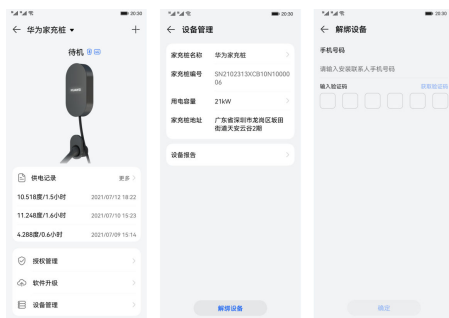 20:30
华为家充桩
待机
供电记录
更多
10.518度/1.5小时 2021/07/12 18:22
11.248度/1.6小时 2021/07/10 15:23
4.288度/0.6小时 2021/07/09 15:14
授权管理
软件升级
设备管理
20:30
设备管理
家充桩名称 华为家充桩
家充桩编号 SN2102313XCB10N10000
06
用电容量 21kW
家充桩地址 广东省深圳市龙岗区坂田
街道天安云谷2期
设备报告
解绑设备
20:30
解绑设备
手机号码
请输入安装联系人手机号码
输入验证码 获取验证码
确定